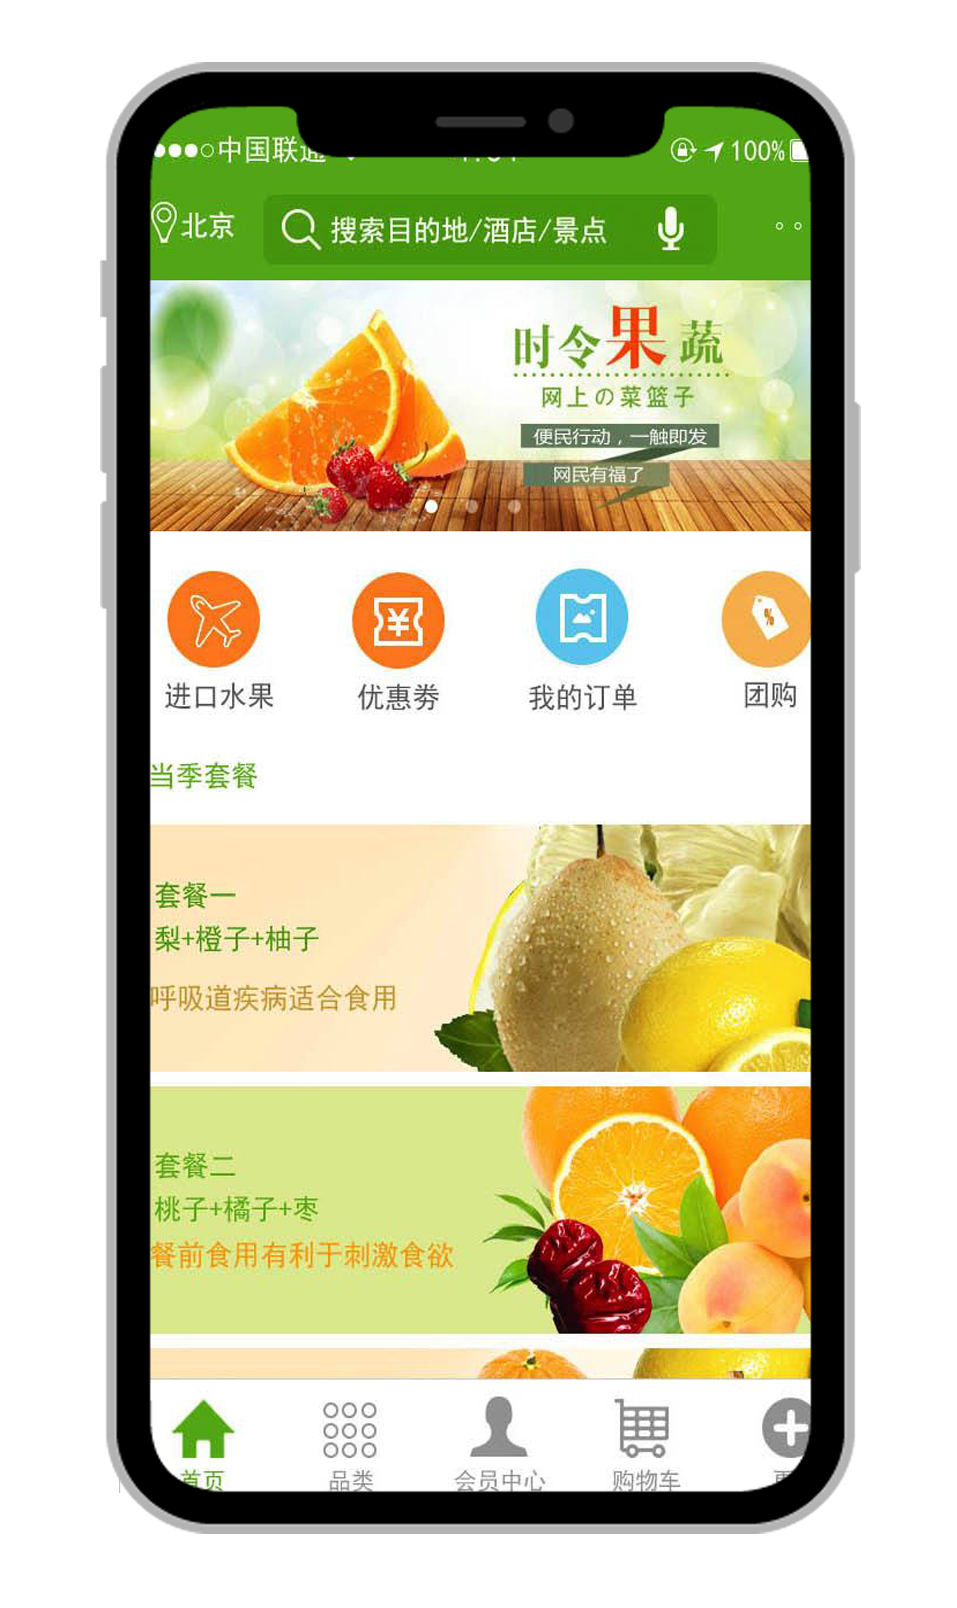 中国联通
100%
北京
搜索目的地/酒店/景点
时令果蔬
网上の菜篮子
便民行动，一触即发
网民有福了
进口水果
优惠劵
我的订单
团购
当季套餐
套餐一
梨+橙子+柚子
呼吸道疾病适合食用
套餐二
桃子+橘子+枣
餐前食用有利于刺激食欲
首页
品类
会员中心
购物车